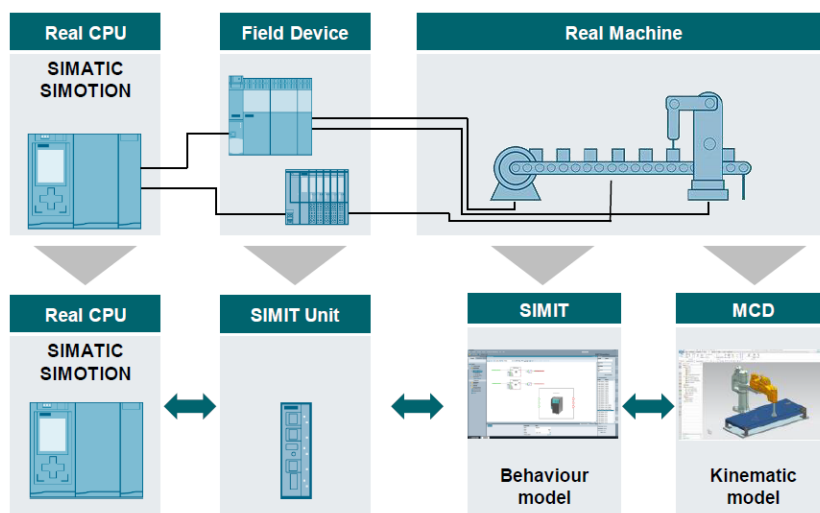 Real CPU
Field Device
Real Machine
SIMATIC
SIMOTION
Real CPU
SIMIT Unit
SIMIT
MCD
SIMATIC
SIMOTION
Behaviour
model
Kinematic
model